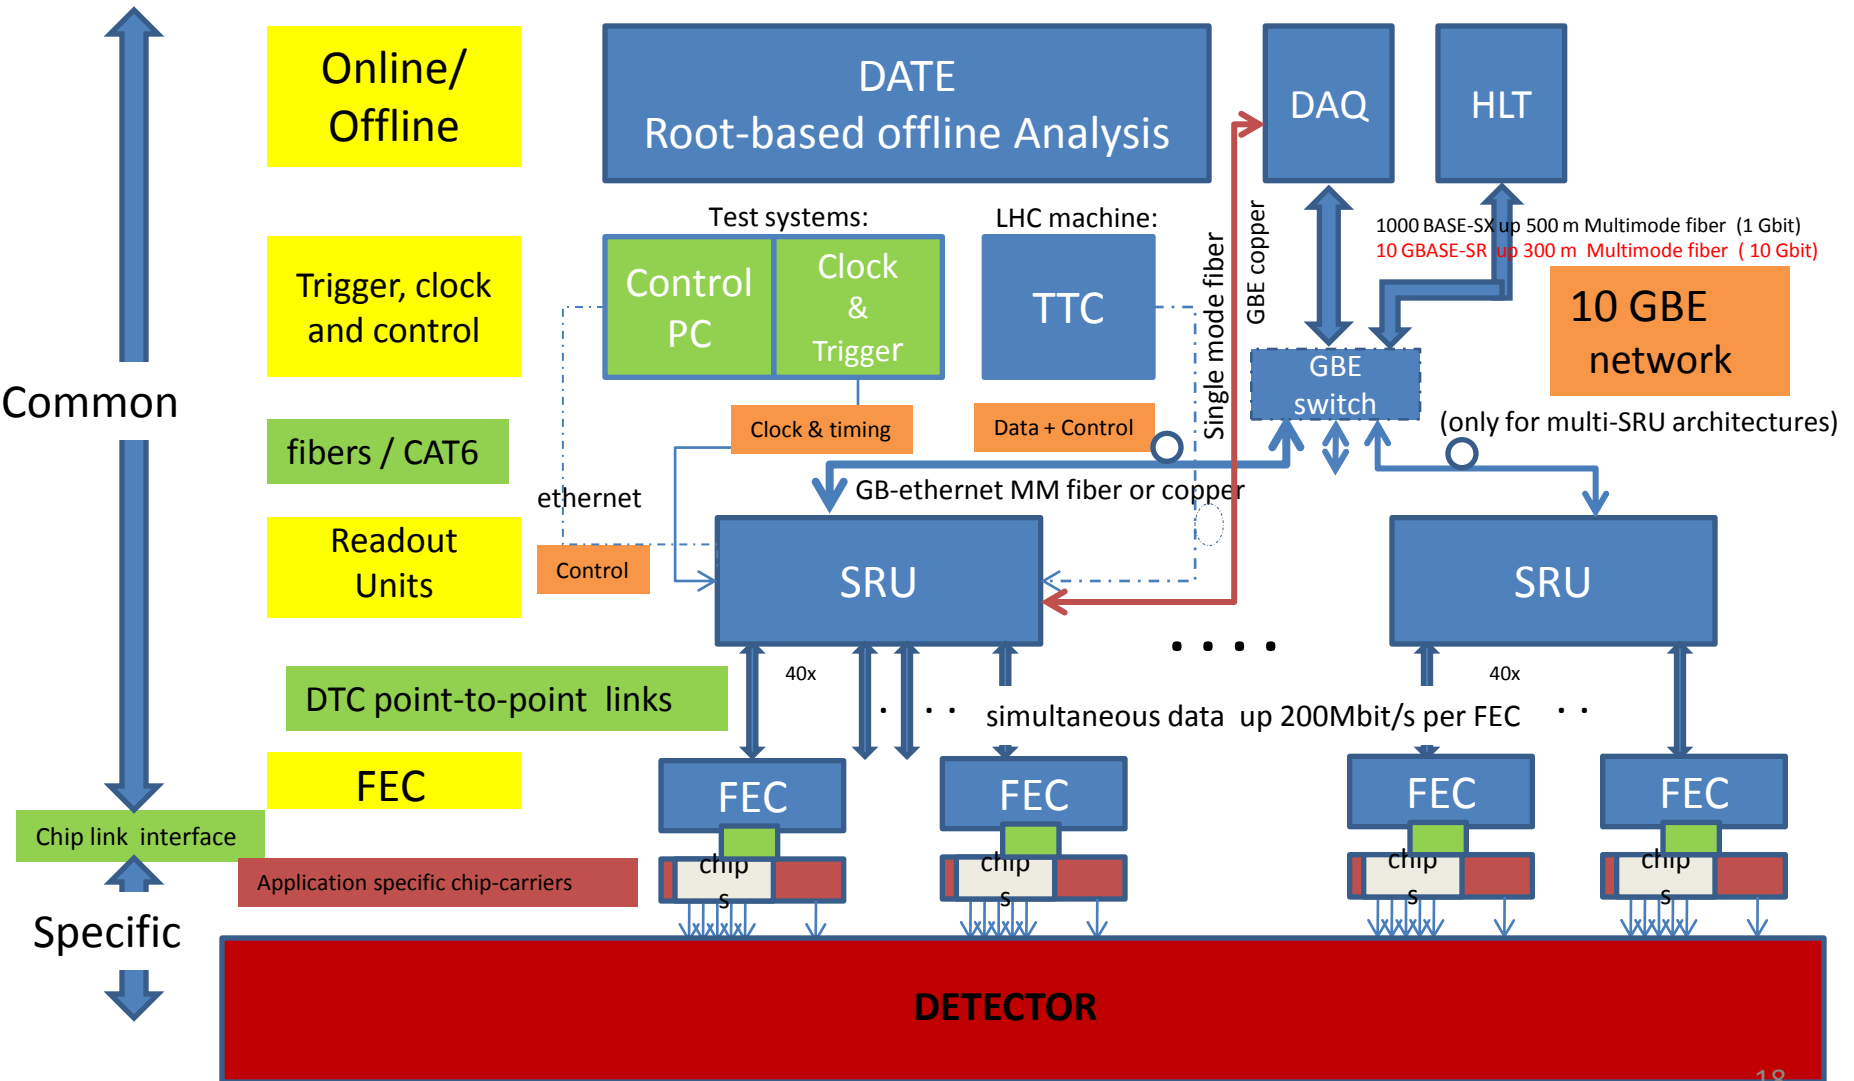 Online/
Offline
DATE
Root-based offline Analysis
DAQ
HLT
Test systems:
LHC machine:
1000 BASE-SX up 500 m Multimode fiber (1 Gbit)
10 GBASE-SR up 300 m Multimode fiber ( 10 Gbit)
Trigger, clock
and control
Control
PC
Clock
&
Trigger
TTC
Single mode fiber
GBE copper
10 GBE
network
GBE
switch
Common
(only for multi-SRU architectures)
fibers / CAT6
Clock & timing
Data + Control
ethernet
GB-ethernet MM fiber or copper
Readout
Units
Control
SRU
SRU
. . . .
40x
40x
DTC point-to-point links
. . .
simultaneous data up 200Mbit/s per FEC
. .
FEC
FEC
FEC
FEC
FEC
Chip link interface
Application specific chip-carriers
chip
s
chip
s
chip
s
chip
s
Specific
DETECTOR
18